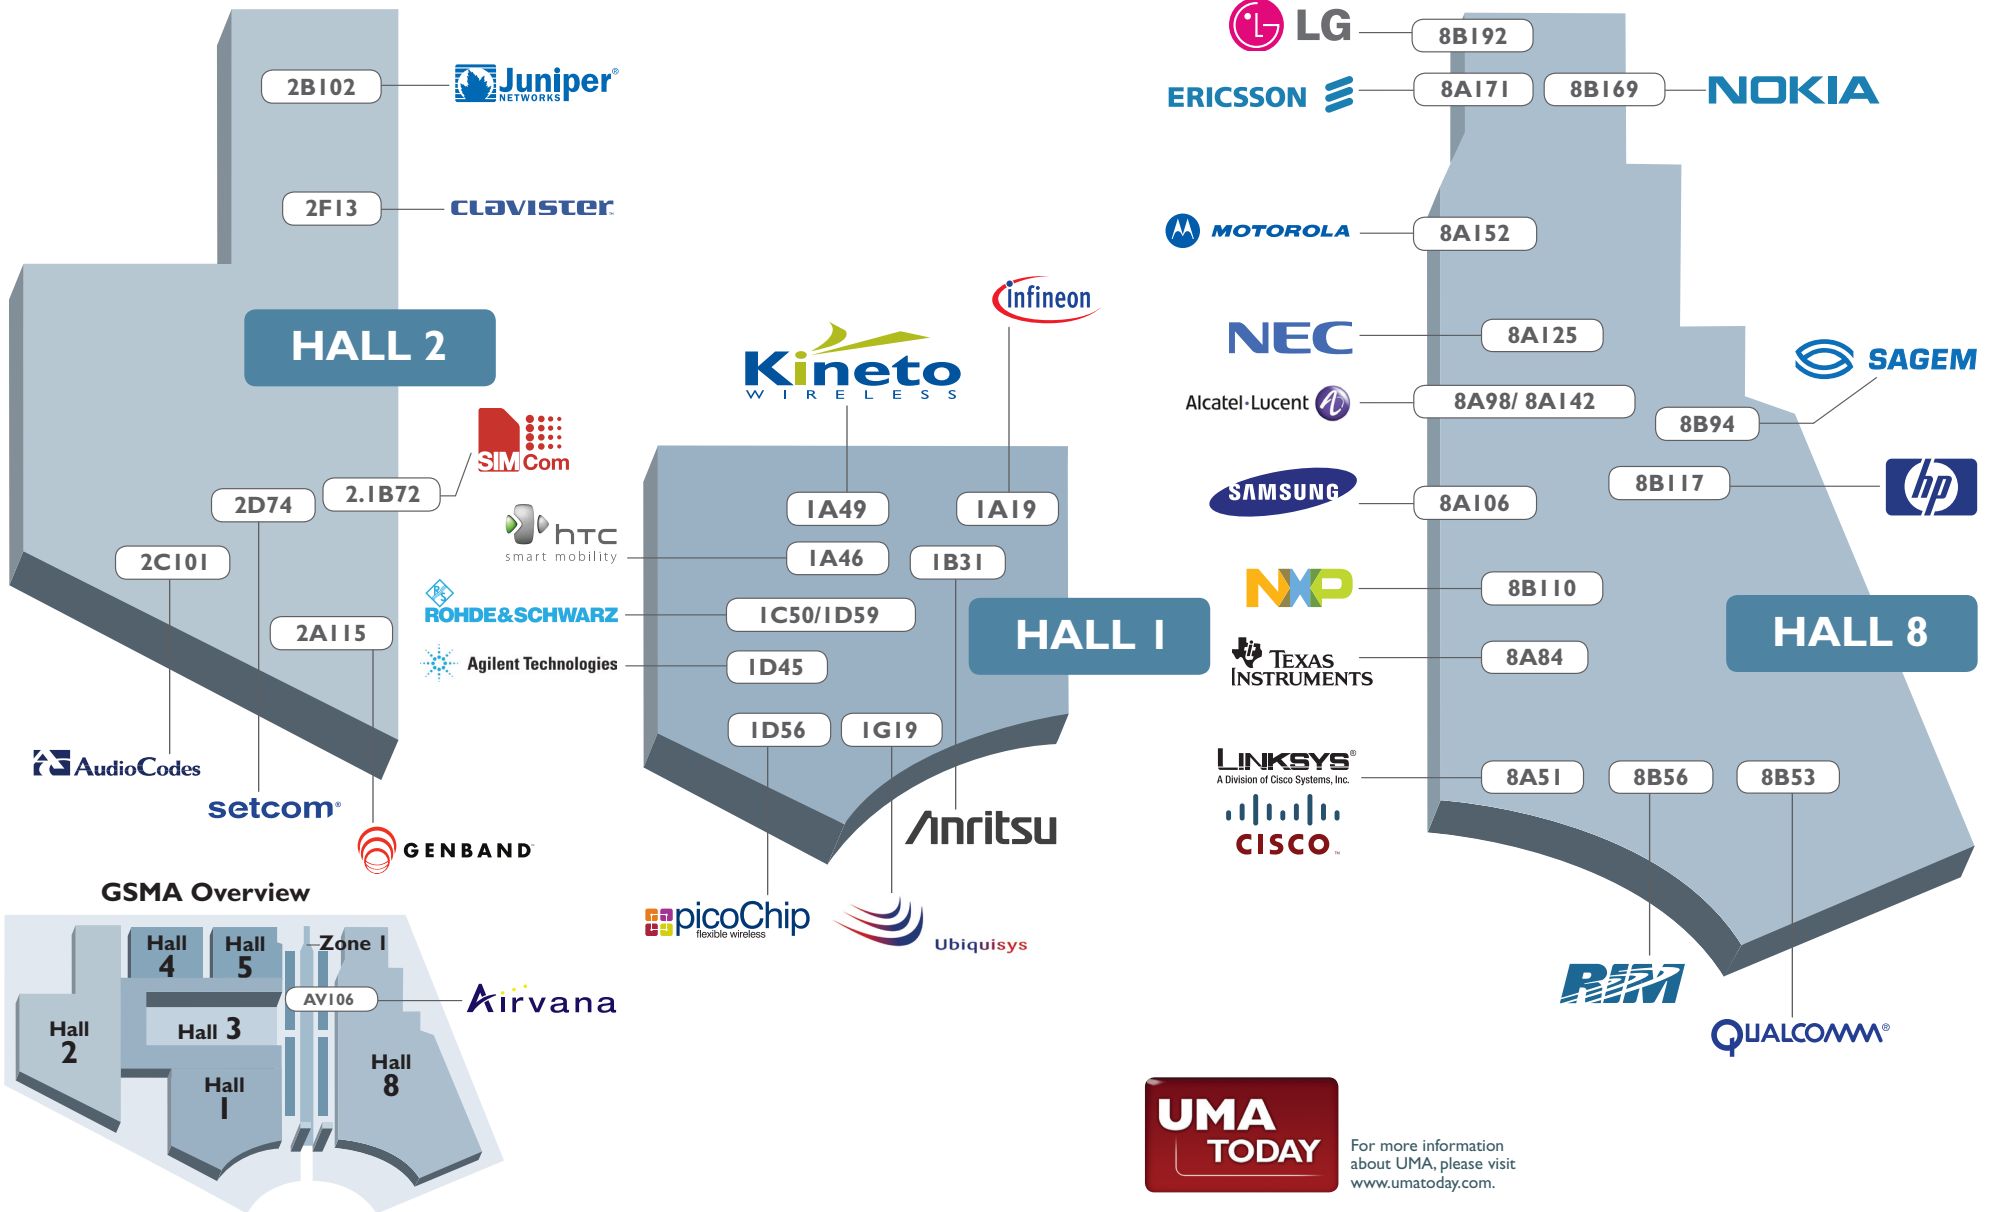 2B102
Juniper®
NETWORKS
2F13
CLAVISTER™
HALL 2
SIMCom
2.1B72
2D74
2C101
2A115
AudioCodes
setcom®
GENBAND™
infineon
Kineto
WIRELESS
1A49
1A19
hTC
smart mobility
1A46
1B31
R&S
ROHDE&SCHWARZ
1C50/1D59
HALL 1
Agilent Technologies
1D45
1D56
1G19
Anritsu
picoChip
flexible wireless
Ubiquisys
LG
8B192
ERICSSON
8A171
8B169
NOKIA
MOTOROLA
8A152
NEC
8A125
SAGEM
Alcatel·Lucent
8A98/ 8A142
8B94
SAMSUNG
8A106
8B117
hp
NXP
8B110
HALL 8
TEXAS
INSTRUMENTS
8A84
LINKSYS®
A Division of Cisco Systems, Inc.
8A51
8B56
8B53
CISCO™
RIM
QUALCOMM®
GSMA Overview
Hall
4
Hall
5
Zone 1
AV106
Airvana
Hall
2
Hall 3
Hall
1
Hall
8
UMA
TODAY
For more information
about UMA, please visit
www.umatoday.com.